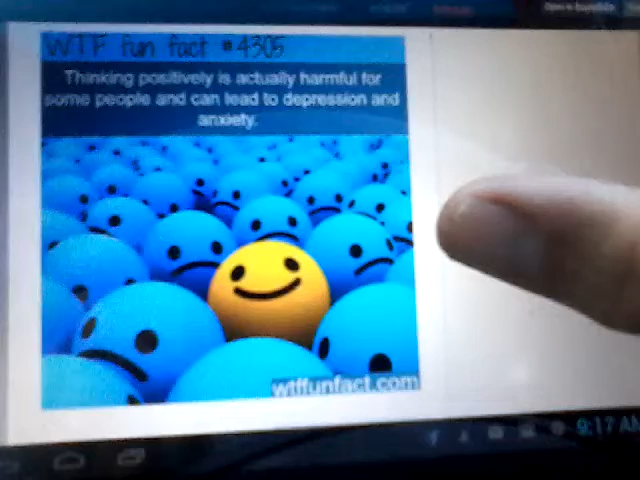 WTF fun fact #4305
Thinking positively is actually harmful for
some people and can lead to depression and
anxiety.
wtffunfact.com
9:17 AM